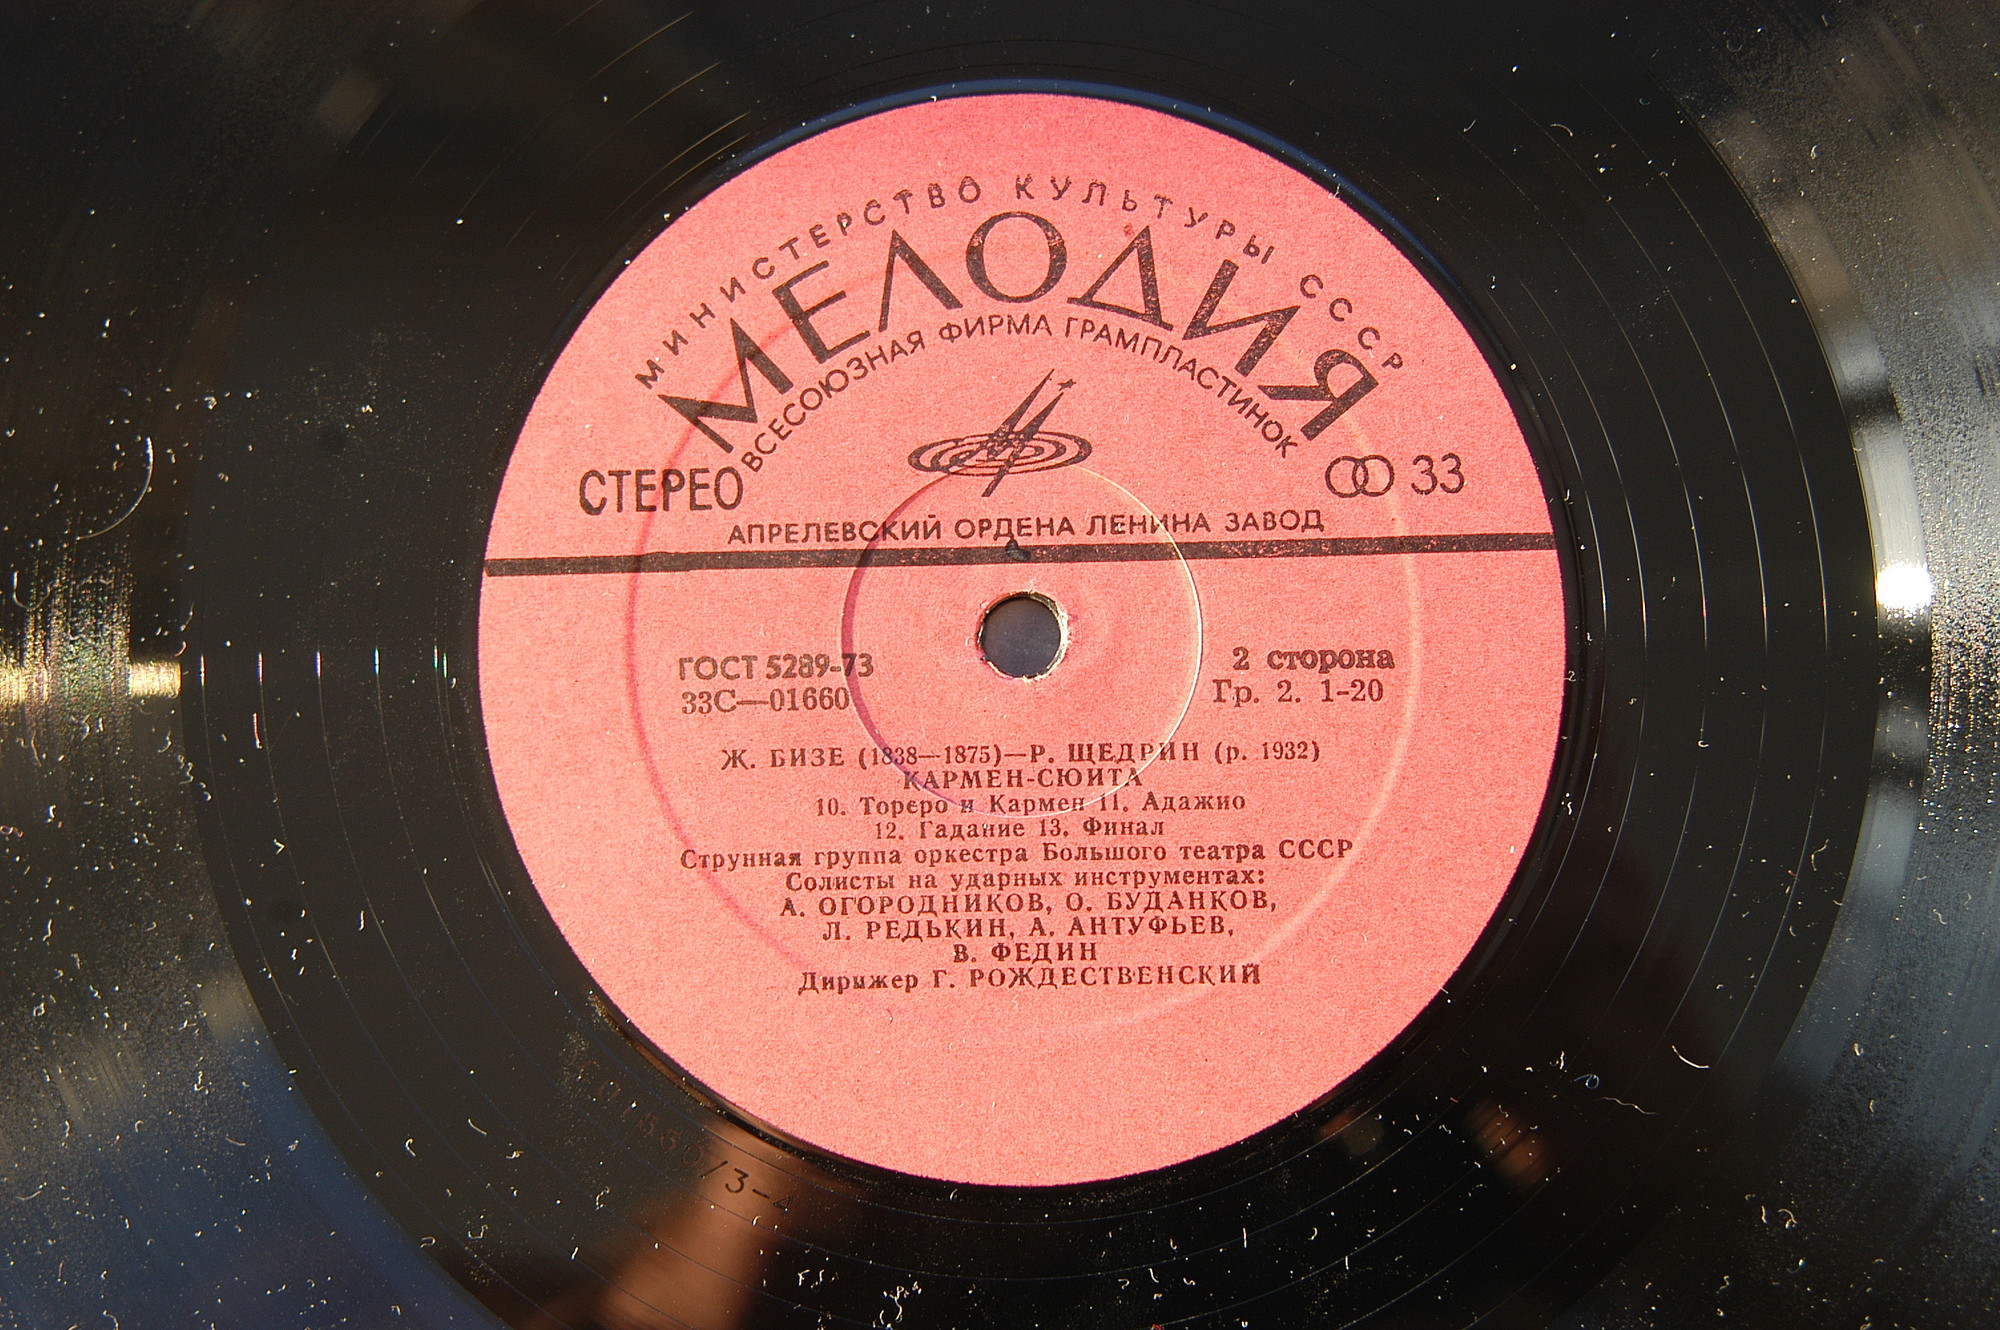 МИНИСТЕРСТВО КУЛЬТУРЫ СССР
МЕЛОДИЯ
ВСЕСОЮЗНАЯ ФИРМА ГРАМПЛАСТИНОК
СТЕРЕО
33
АПРЕЛЕВСКИЙ ОРДЕНА ЛЕНИНА ЗАВОД
ГОСТ 5289-73
2 сторона
33С—01660
Гр. 2. 1-20
Ж. БИЗЕ (1838—1875)—Р. ЩЕДРИН (р. 1932)
КАРМЕН-СЮИТА
10. Тореро и Кармен 11. Адажио
12. Гадание 13. Финал
Струнная группа оркестра Большого театра СССР
Солисты на ударных инструментах:
А. ОГОРОДНИКОВ, О. БУДАНКОВ,
Л. РЕДЬКИН, А. АНТУФЬЕВ,
В. ФЕДИН
Дирижер Г. РОЖДЕСТВЕНСКИЙ
/3-4